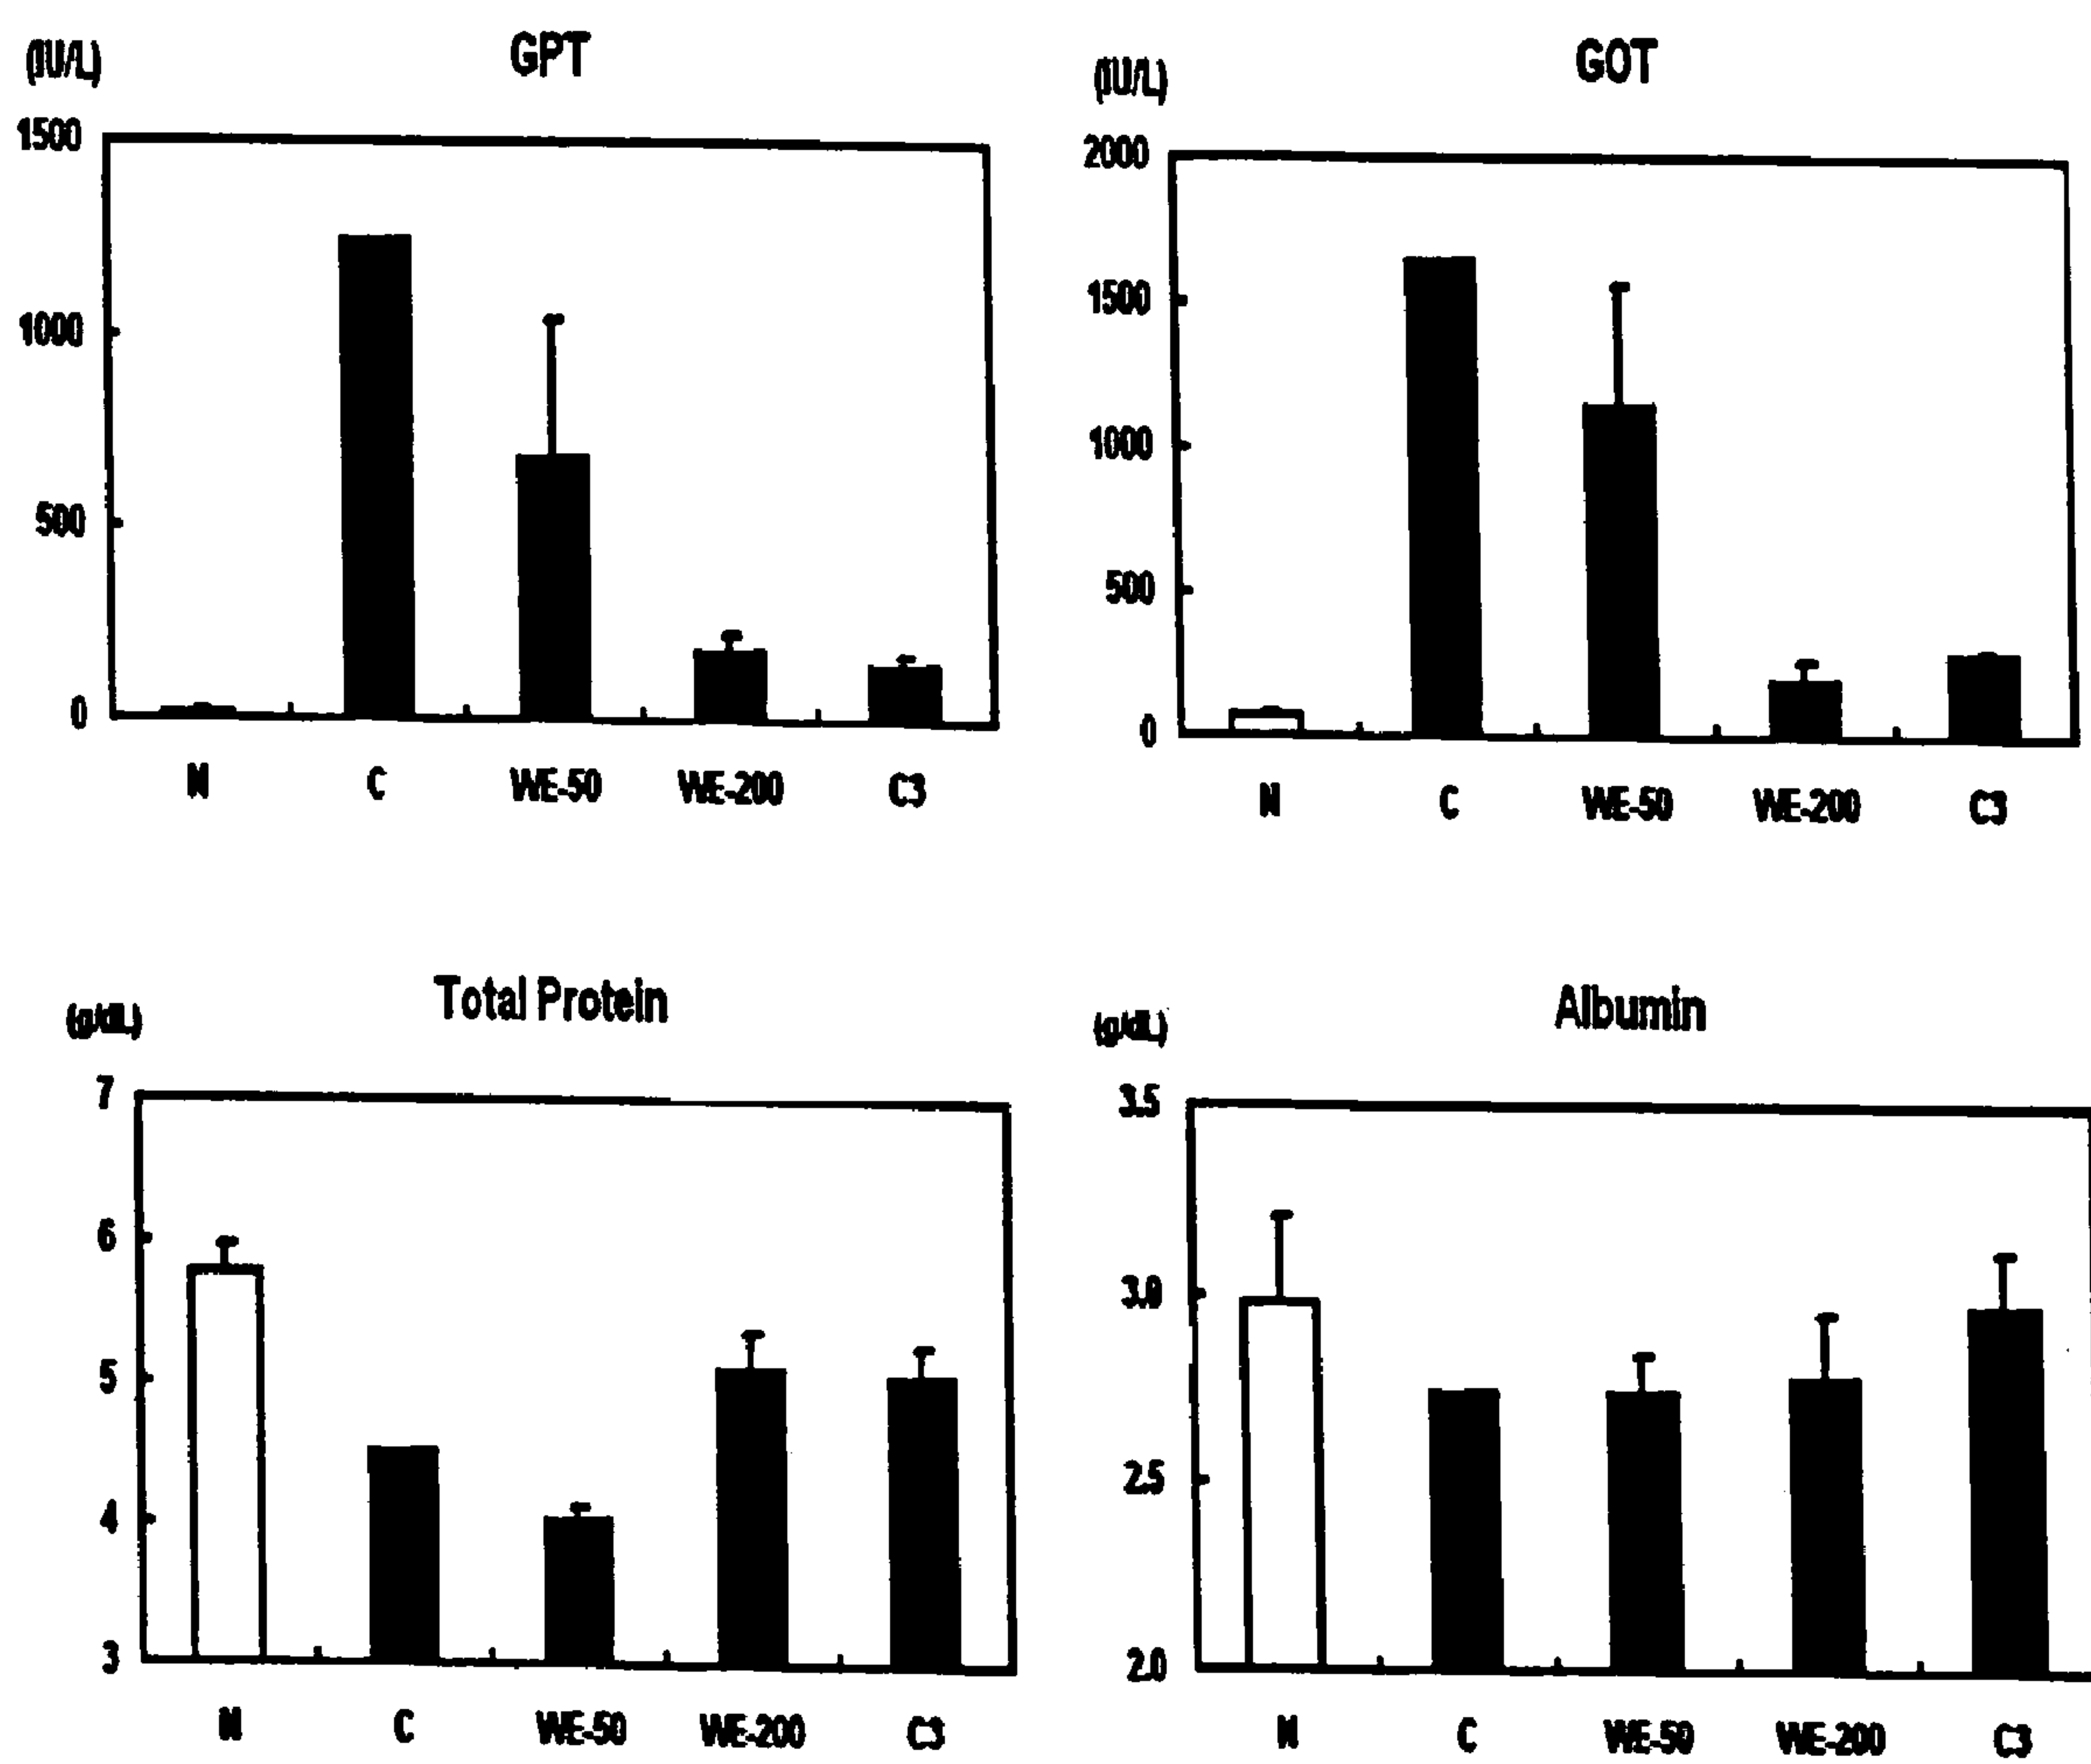 GPT
(IU/L)
1500
1000
500
0
N C WE-50 WE-200 C3
GOT
(IU/L)
2000
1500
1000
500
0
N C WE-50 WE-200 C3
Total Protein
(g/dL)
7
6
5
4
3
N C WE-50 WE-200 C3
Albumin
(g/dL)
3.5
3.0
2.5
2.0
N C WE-50 WE-200 C3